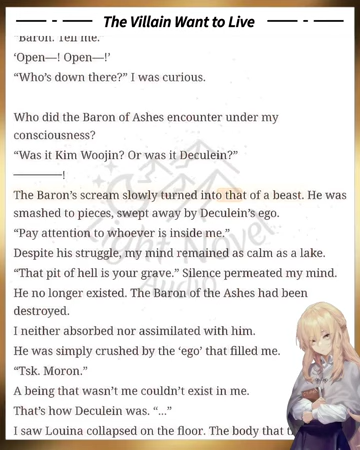 The Villain Want to Live
“Baron. Tell me.
‘Open—! Open—!’
“Who’s down there?” I was curious.
Who did the Baron of Ashes encounter under my
consciousness?
“Was it Kim Woojin? Or was it Deculein?”
————–!
The Baron’s scream slowly turned into that of a beast. He was
smashed to pieces, swept away by Deculein’s ego.
“Pay attention to whoever is inside me.”
Despite his struggle, my mind remained as calm as a lake.
“That pit of hell is your grave.” Silence permeated my mind.
He no longer existed. The Baron of the Ashes had been
destroyed.
I neither absorbed nor assimilated with him.
He was simply crushed by the ‘ego’ that filled me.
“Tsk. Moron.”
A being that wasn’t me couldn’t exist in me.
That’s how Deculein was. “...”
I saw Louina collapsed on the floor. The body that
Light Novel
Audio